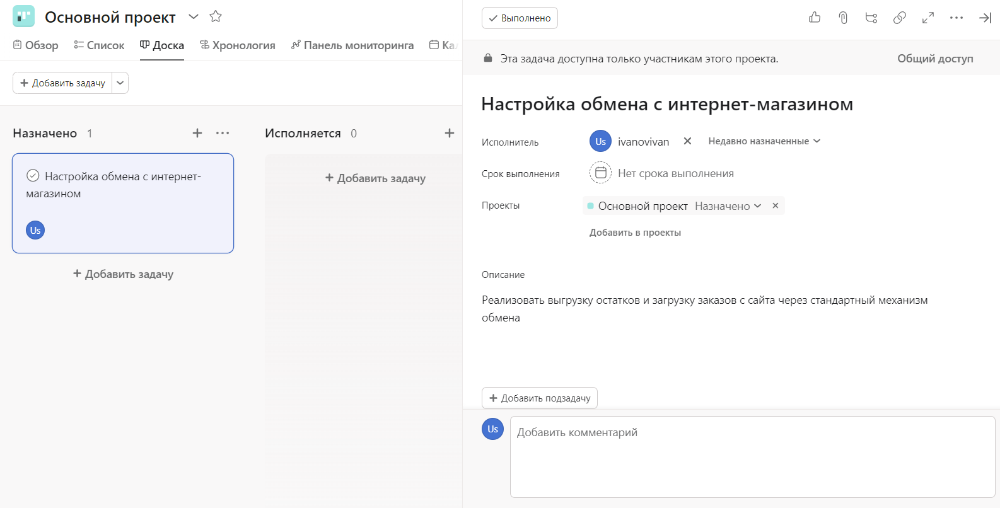 Основной проект
Обзор
Список
Доска
Хронология
Панель мониторинга
Добавить задачу
Назначено 1
Исполняется 0
Настройка обмена с интернет-
магазином
Us
Добавить задачу
Добавить задачу
Выполнено
Эта задача доступна только участникам этого проекта.
Общий доступ
Настройка обмена с интернет-магазином
Исполнитель
Us ivanovivan
Недавно назначенные
Срок выполнения
Нет срока выполнения
Проекты
Основной проект Назначено
Добавить в проекты
Описание
Реализовать выгрузку остатков и загрузку заказов с сайта через стандартный механизм
обмена
Добавить подзадачу
Us
Добавить комментарий